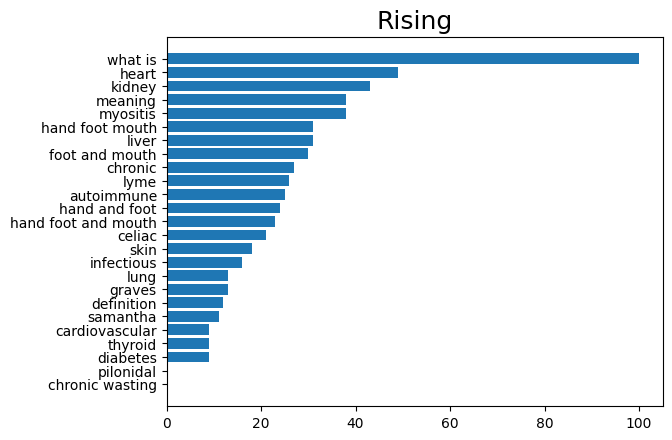 Rising
what is
heart
kidney
meaning
myositis
hand foot mouth
liver
foot and mouth
chronic
lyme
autoimmune
hand and foot
hand foot and mouth
celiac
skin
infectious
lung
graves
definition
samantha
cardiovascular
thyroid
diabetes
pilonidal
chronic wasting
0 20 40 60 80 100